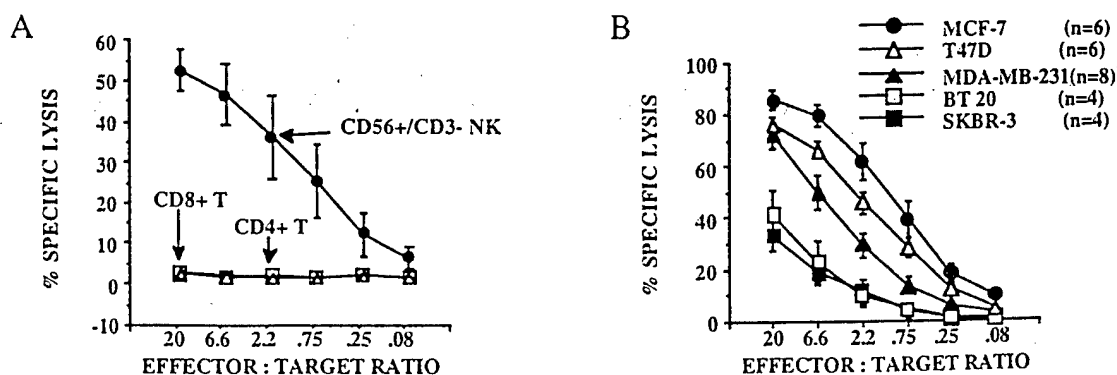 A
60
50
40
30
20
10
0
-10
% SPECIFIC LYSIS
CD56+/CD3- NK
CD8+ T
CD4+ T
20 6.6 2.2 .75 .25 .08
EFFECTOR : TARGET RATIO
B
MCF-7 (n=6)
T47D (n=6)
MDA-MB-231(n=8)
BT 20 (n=4)
SKBR-3 (n=4)
100
80
60
40
20
0
% SPECIFIC LYSIS
20 6.6 2.2 .75 .25 .08
EFFECTOR : TARGET RATIO